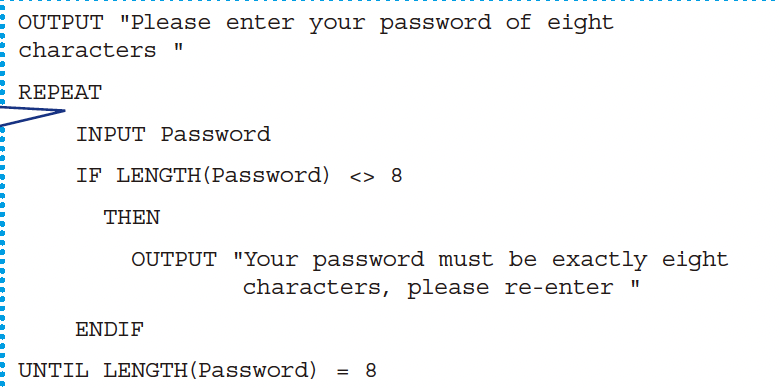 OUTPUT "Please enter your password of eight
characters "
REPEAT
INPUT Password
IF LENGTH(Password) <> 8
THEN
OUTPUT "Your password must be exactly eight
characters, please re-enter "
ENDIF
UNTIL LENGTH(Password) = 8